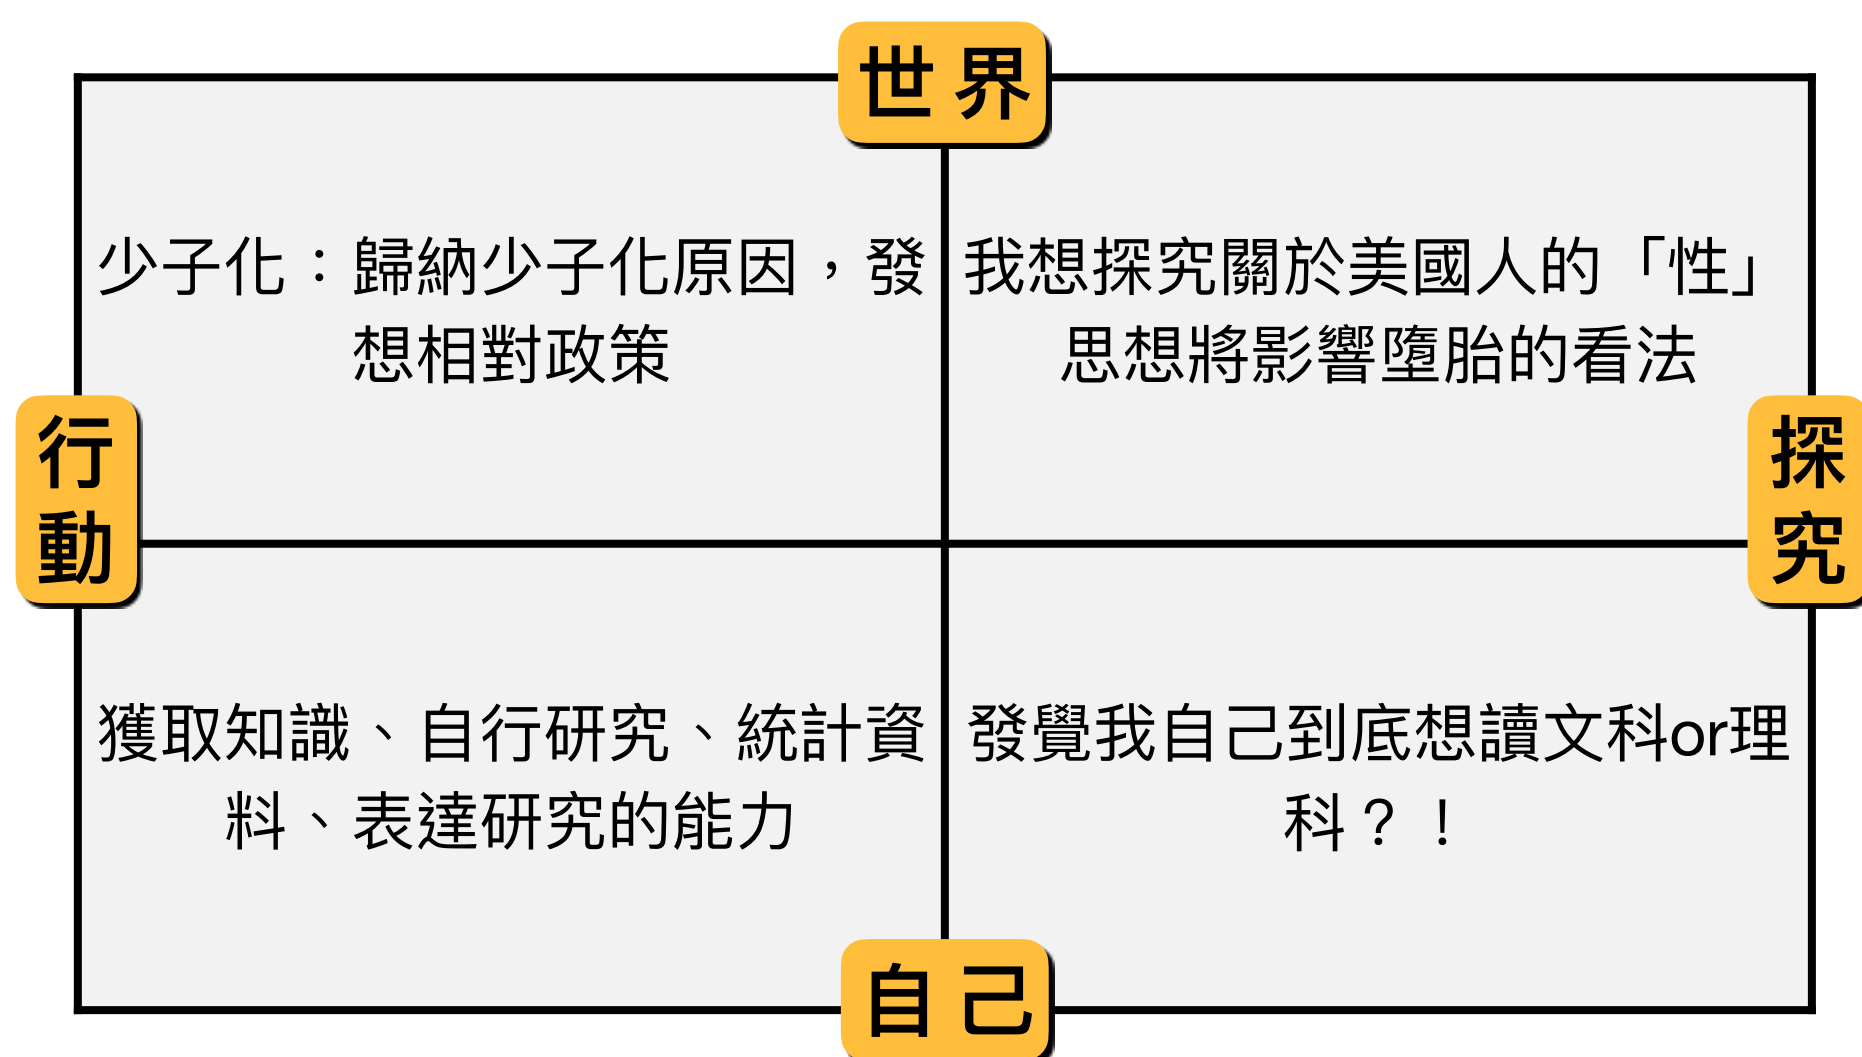 世界
少子化：歸納少子化原因，發
想相對政策
我想探究關於美國人的「性」
思想將影響墮胎的看法
行
動
探
究
獲取知識、自行研究、統計資
料、表達研究的能力
發覺我自己到底想讀文科or理
科？！
自己